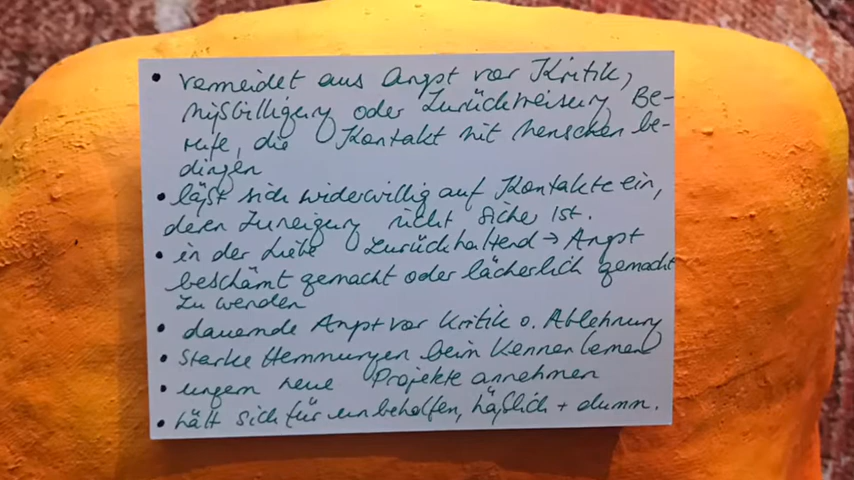 • vermeidet aus Angst vor Kritik,
Mißbilligung oder Zurückweisung Be-
rufe, die Kontakt mit Menschen be-
dingen
• läßt sich widerwillig auf Kontakte ein,
deren Zuneigung nicht sicher ist.
• in der Liebe zurückhaltend → Angst
beschämt gemacht oder lächerlich gemacht
zu werden
• dauernde Angst vor Kritik o. Ablehnung
• starke Hemmungen beim Kennenlernen
• ungern neue Projekte annehmen
• hält sich für unbeholfen, häßlich + dumm.